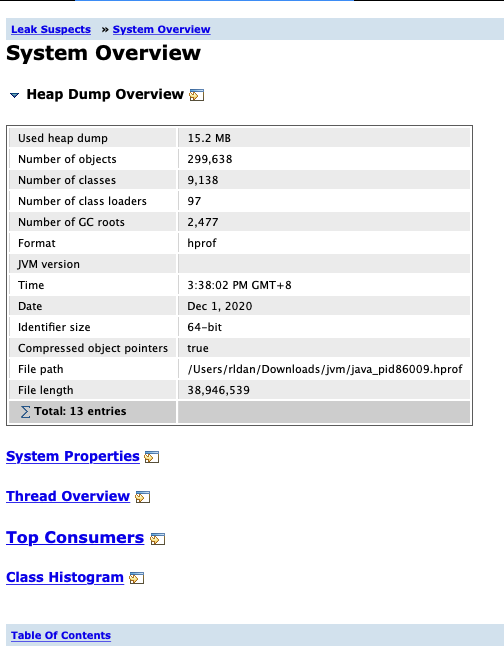 Leak Suspects » System Overview
System Overview
Heap Dump Overview
Used heap dump 15.2 MB
Number of objects 299,638
Number of classes 9,138
Number of class loaders 97
Number of GC roots 2,477
Format hprof
JVM version
Time 3:38:02 PM GMT+8
Date Dec 1, 2020
Identifier size 64-bit
Compressed object pointers true
File path /Users/rldan/Downloads/jvm/java_pid86009.hprof
File length 38,946,539
∑ Total: 13 entries
System Properties
Thread Overview
Top Consumers
Class Histogram
Table Of Contents